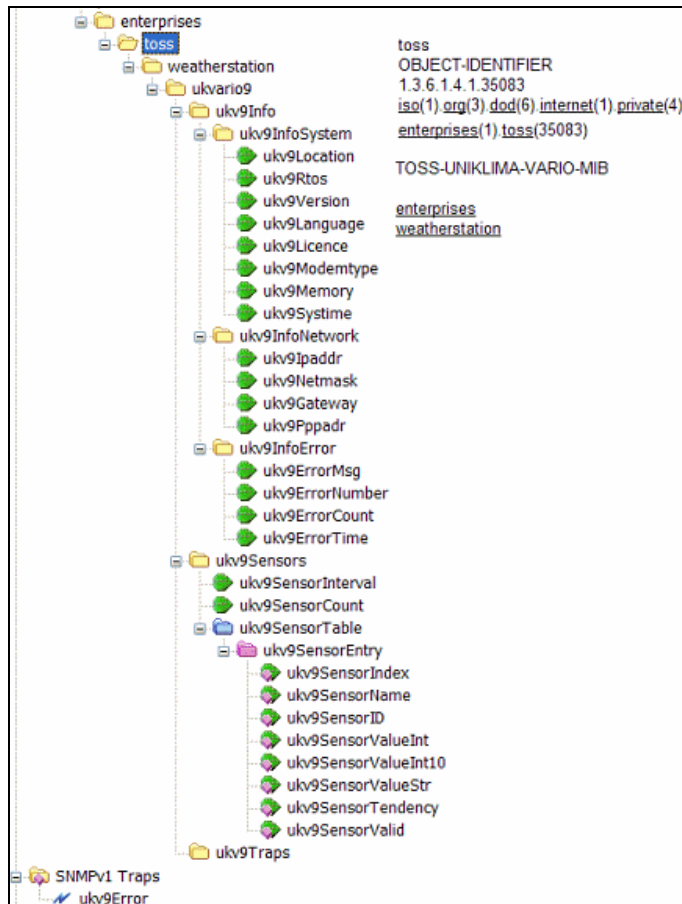 enterprises
toss
weatherstation
ukvario9
ukv9Info
ukv9InfoSystem
ukv9Location
ukv9Rtos
ukv9Version
ukv9Language
ukv9Licence
ukv9Modemtype
ukv9Memory
ukv9Systime
ukv9InfoNetwork
ukv9Ipaddr
ukv9Netmask
ukv9Gateway
ukv9Pppadr
ukv9InfoError
ukv9ErrorMsg
ukv9ErrorNumber
ukv9ErrorCount
ukv9ErrorTime
ukv9Sensors
ukv9SensorInterval
ukv9SensorCount
ukv9SensorTable
ukv9SensorEntry
ukv9SensorIndex
ukv9SensorName
ukv9SensorID
ukv9SensorValueInt
ukv9SensorValueInt10
ukv9SensorValueStr
ukv9SensorTendency
ukv9SensorValid
ukv9Traps
SNMPv1 Traps
ukv9Error
toss
OBJECT-IDENTIFIER
1.3.6.1.4.1.35083
iso(1).org(3).dod(6).internet(1).private(4)
enterprises(1).toss(35083)
TOSS-UNIKLIMA-VARIO-MIB
enterprises
weatherstation